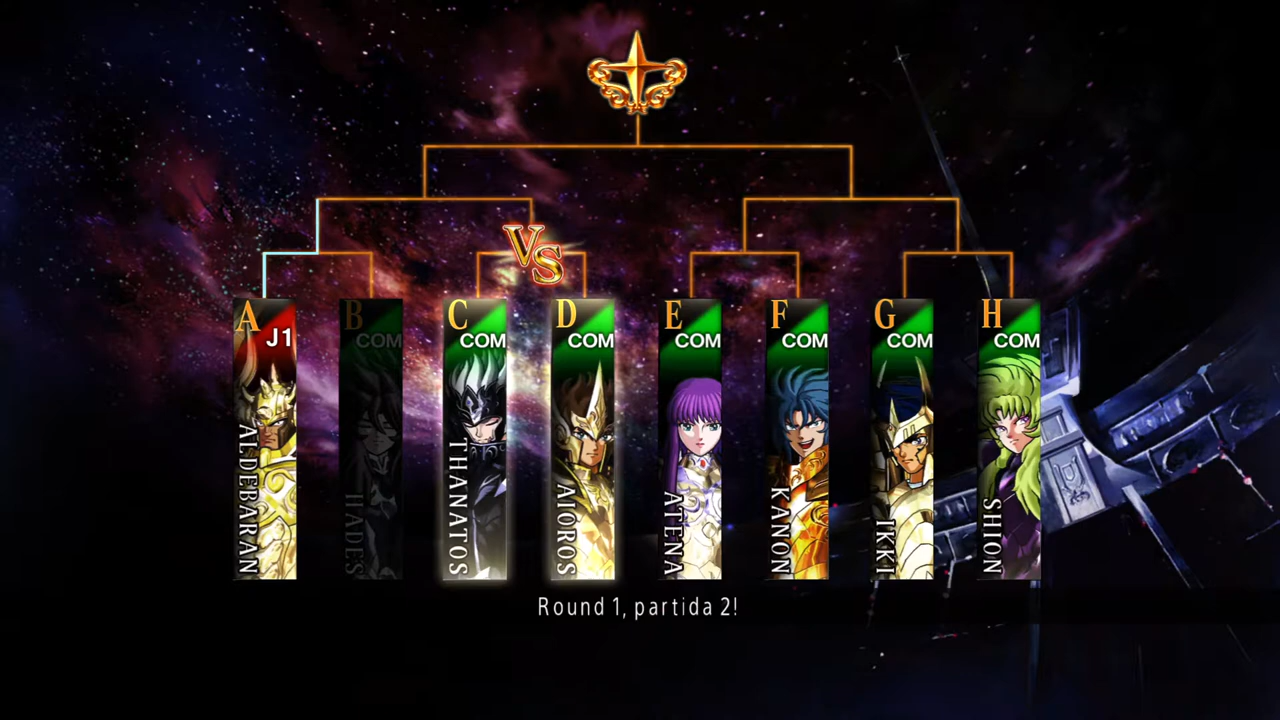 VS
A
J1
ALDEBARAN
B
COM
HADES
C
COM
THANATOS
D
COM
AIOROS
E
COM
ATENA
F
COM
KANON
G
COM
IKKI
H
COM
SHION
Round 1, partida 2!